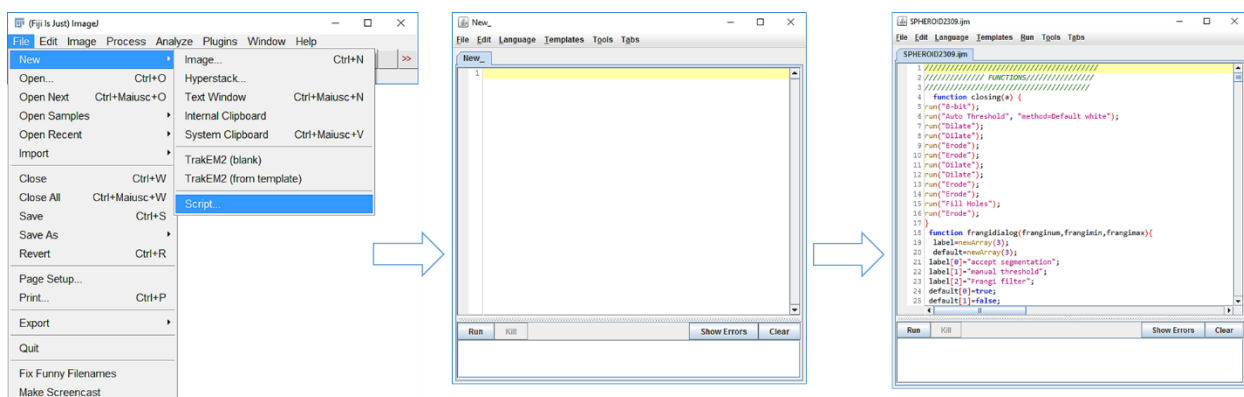 (Fiji Is Just) ImageJ
File Edit Image Process Analyze Plugins Window Help
>>
New
Open... Ctrl+O
Open Next Ctrl+Maiusc+O
Open Samples
Open Recent
Import
Close Ctrl+W
Close All Ctrl+Maiusc+W
Save Ctrl+S
Save As
Revert Ctrl+R
Page Setup...
Print... Ctrl+P
Export
Quit
Fix Funny Filenames
Make Screencast
Image... Ctrl+N
Hyperstack...
Text Window Ctrl+Maiusc+N
Internal Clipboard
System Clipboard Ctrl+Maiusc+V
TrakEM2 (blank)
TrakEM2 (from template)
Script...
New_
File Edit Language Templates Tools Tabs
New_
1
Run Kill Show Errors Clear
SPHEROID2309.ijm
File Edit Language Templates Run Tools Tabs
SPHEROID2309.ijm
1 ///////////////////////////////////////
2 ////////////// FUNCTIONS////////////////
3 ///////////////////////////////////////
4 function closing(a) {
5 run("8-bit");
6 run("Auto Threshold", "method=Default white");
7 run("Dilate");
8 run("Dilate");
9 run("Erode");
10 run("Erode");
11 run("Dilate");
12 run("Dilate");
13 run("Erode");
14 run("Erode");
15 run("Fill Holes");
16 run("Erode");
17 }
18 function frangidialog(franginum,frangimin,frangimax){
19 label=newArray(3);
20 default=newArray(3);
21 label[0]="accept segmentation";
22 label[1]="manual threshold";
23 label[2]="Frangi filter";
24 default[0]=true;
25 default[1]=false;
Run Kill Show Errors Clear